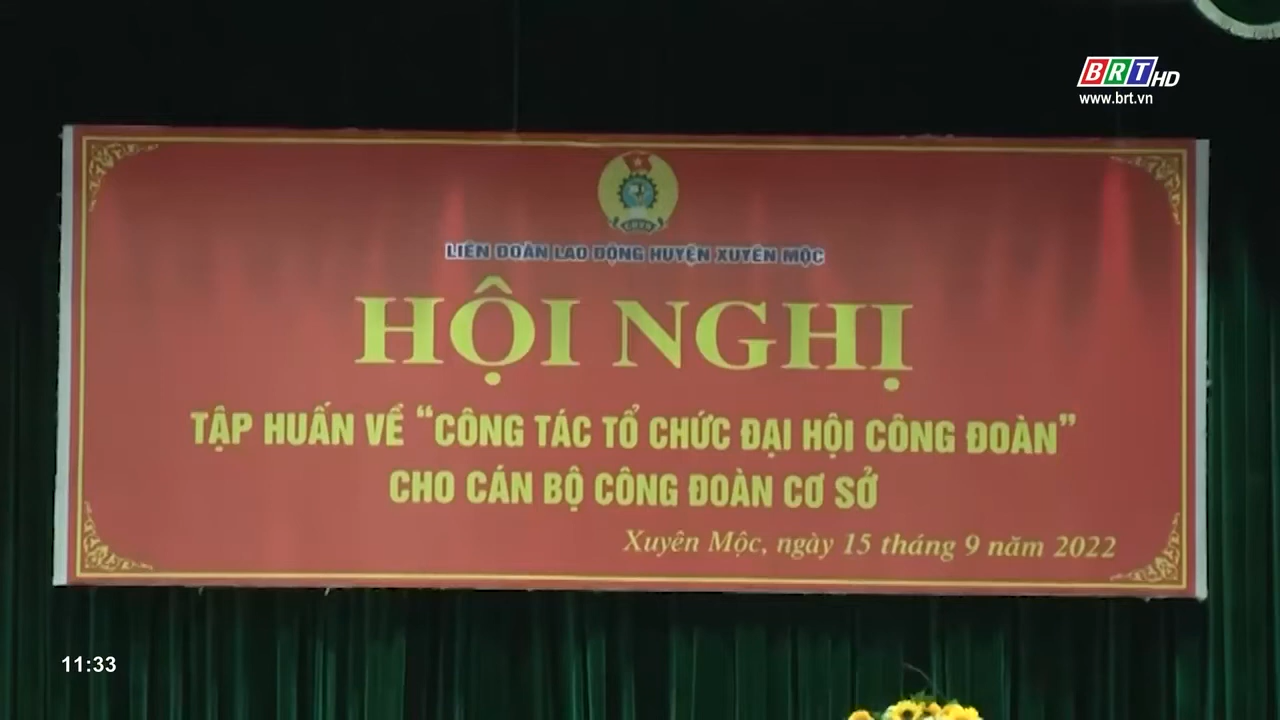 BRT HD
www.brt.vn
LIÊN ĐOÀN LAO ĐỘNG HUYỆN XUYÊN MỘC
HỘI NGHỊ
TẬP HUẤN VỀ “CÔNG TÁC TỔ CHỨC ĐẠI HỘI CÔNG ĐOÀN”
CHO CÁN BỘ CÔNG ĐOÀN CƠ SỞ
Xuyên Mộc, ngày 15 tháng 9 năm 2022
11:33